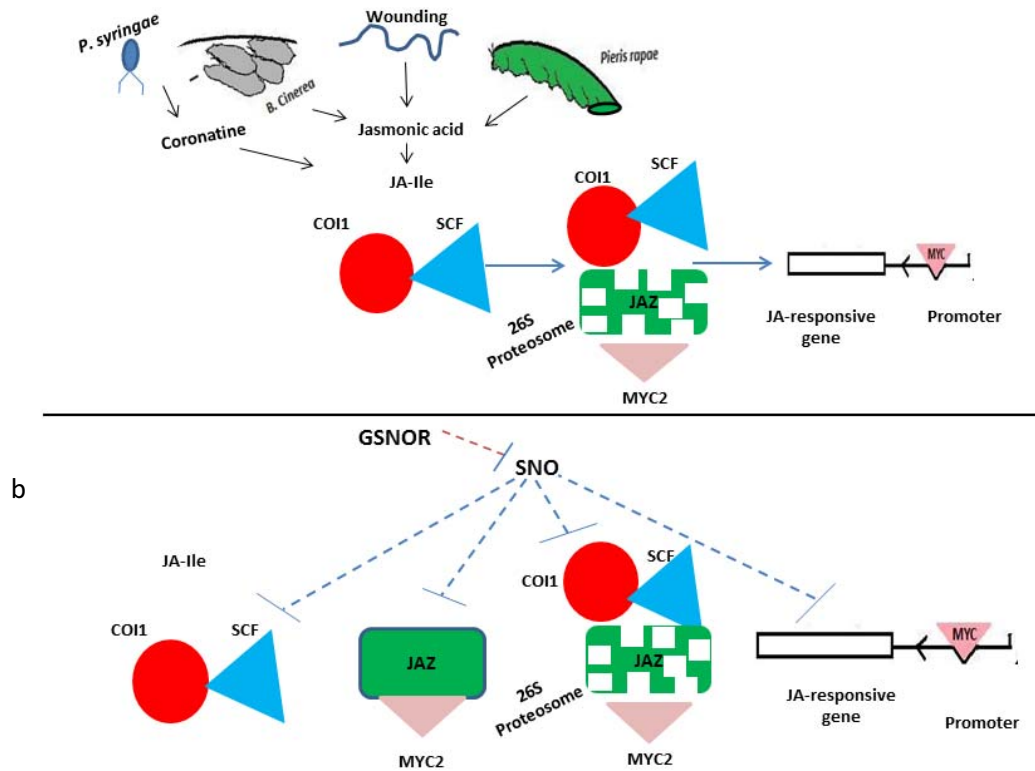 P. syringae
Wounding
Pieris rapae
B. Cinerea
Coronatine
Jasmonic acid
JA-Ile
COI1
SCF
COI1
SCF
MYC
JAZ
26S
Proteosome
JA-responsive
gene
Promoter
MYC2
GSNOR
SNO
b
JA-Ile
COI1
SCF
JAZ
MYC2
COI1
SCF
JAZ
26S
Proteosome
MYC2
MYC
JA-responsive
gene
Promoter